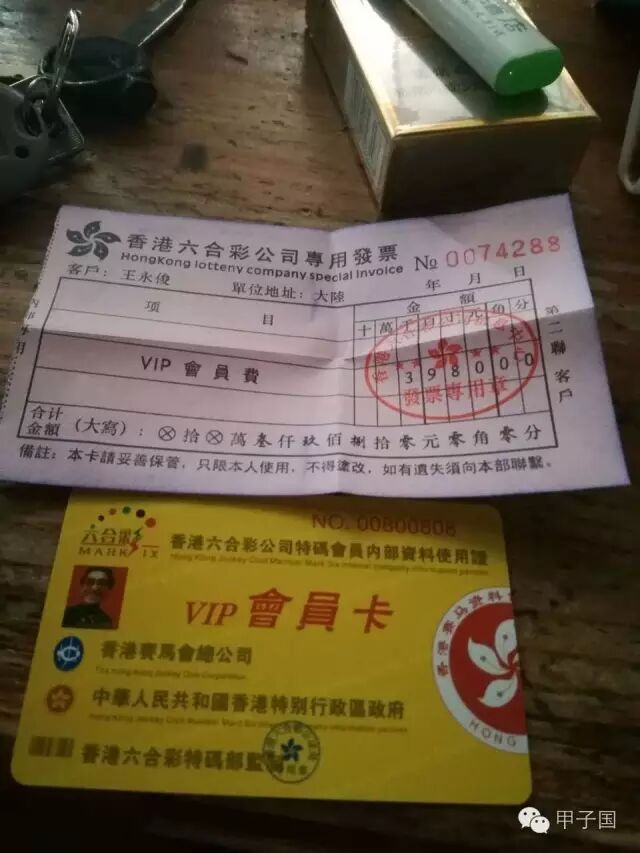 酒店
香港六合彩公司專用發票
HongKong lotteny company special Invoice
№ 0074288
客戶：王永俊 單位地址：大陸 年 月 日
項 目
金 額
十 萬 千 百 十 元 角 分
VIP 會員費
398000
發票專用章
第二聯 客戶
合计
金額 （大寫）：ⓧ拾ⓧ萬叁仟玖佰捌拾零元零角零分
備註：本卡請妥善保管，只限本人使用，不得塗改，如有遺失須向本部聯繫。
NO. 00800808
六合彩
MARK SIX
香港六合彩公司特碼會員內部資料使用證
VIP 會員卡
香港賽馬會總公司
中華人民共和國香港特別行政區政府
香港六合彩特碼部監
HONG
甲子国